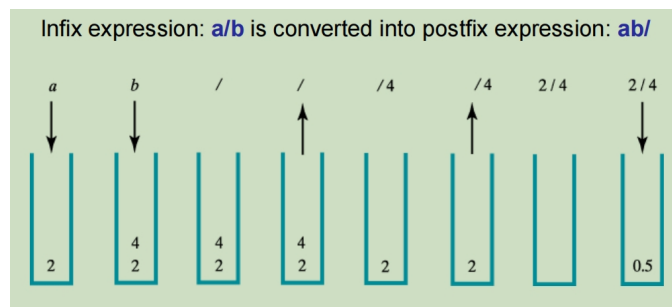 Infix expression: a/b is converted into postfix expression: ab/
a b / / / 4 / 4 2 / 4 2 / 4
4 4 4
2 2 2 2 2 2 0.5